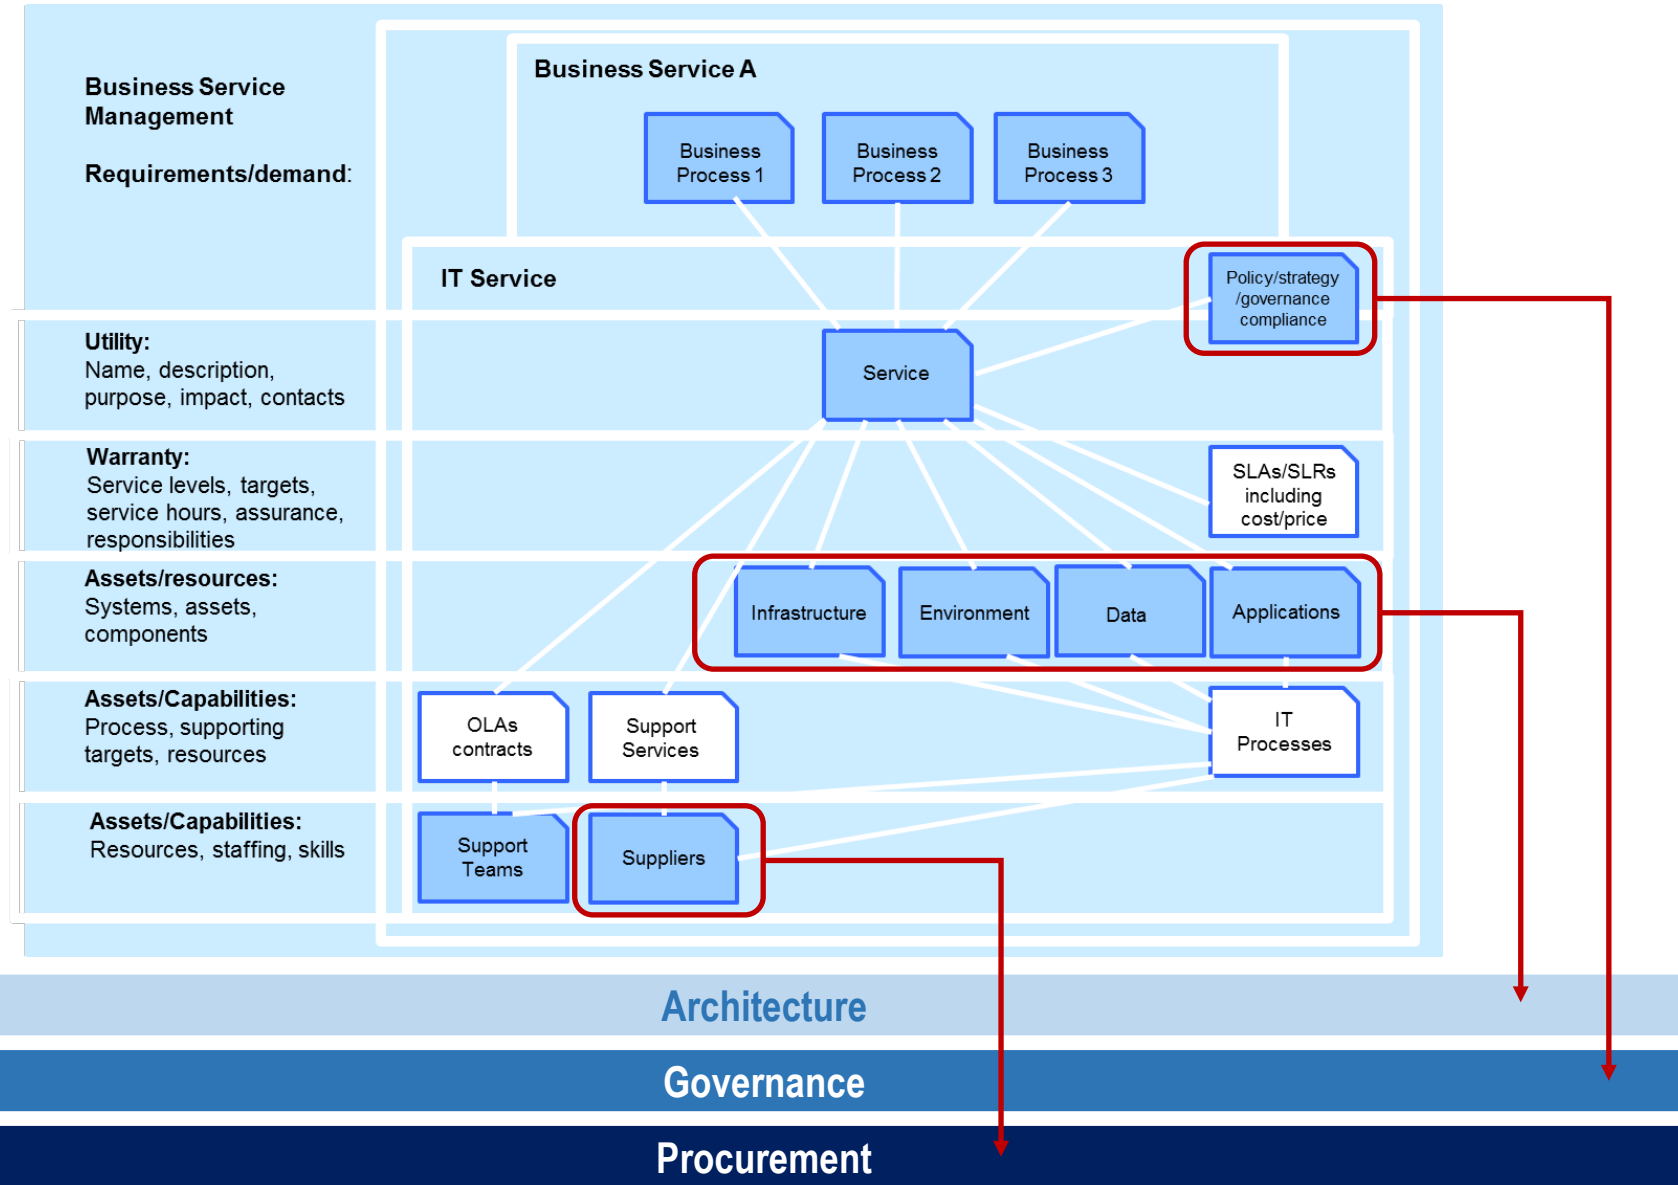 Business Service A
Business Service
Management
Requirements/demand:
Business
Process 1
Business
Process 2
Business
Process 3
IT Service
Policy/strategy
/governance
compliance
Utility:
Name, description,
purpose, impact, contacts
Service
Warranty:
Service levels, targets,
service hours, assurance,
responsibilities
SLAs/SLRs
including
cost/price
Assets/resources:
Systems, assets,
components
Infrastructure
Environment
Data
Applications
Assets/Capabilities:
Process, supporting
targets, resources
OLAs
contracts
Support
Services
IT
Processes
Assets/Capabilities:
Resources, staffing, skills
Support
Teams
Suppliers
Architecture
Governance
Procurement